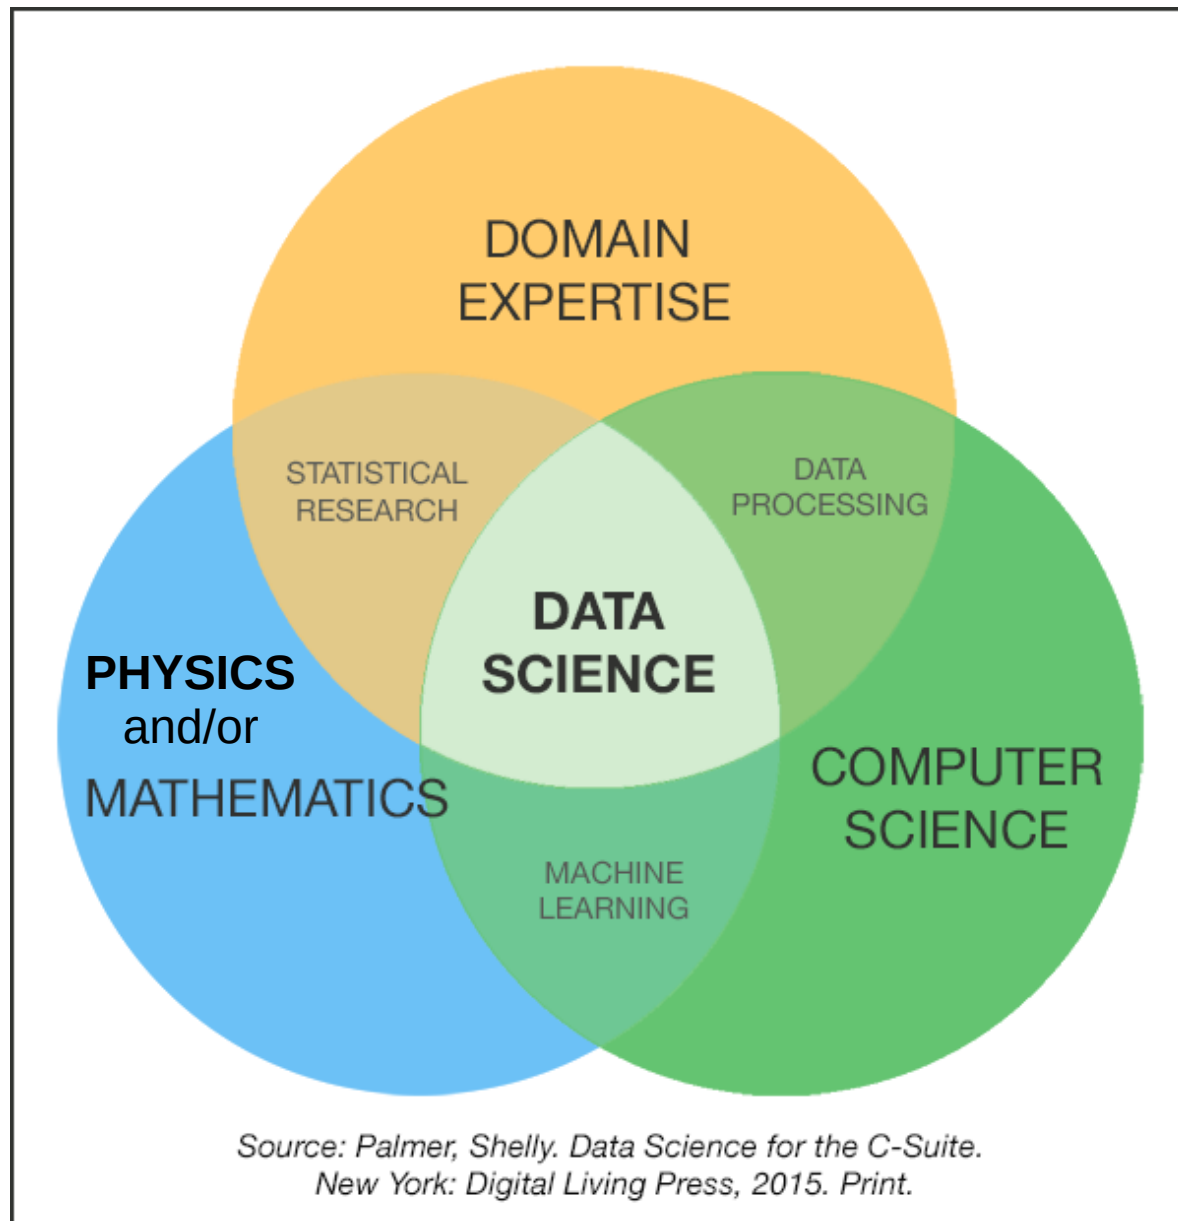 DOMAIN
EXPERTISE
STATISTICAL
RESEARCH
DATA
PROCESSING
DATA
SCIENCE
PHYSICS
and/or
MATHEMATICS
COMPUTER
SCIENCE
MACHINE
LEARNING
Source: Palmer, Shelly. Data Science for the C-Suite.
New York: Digital Living Press, 2015. Print.